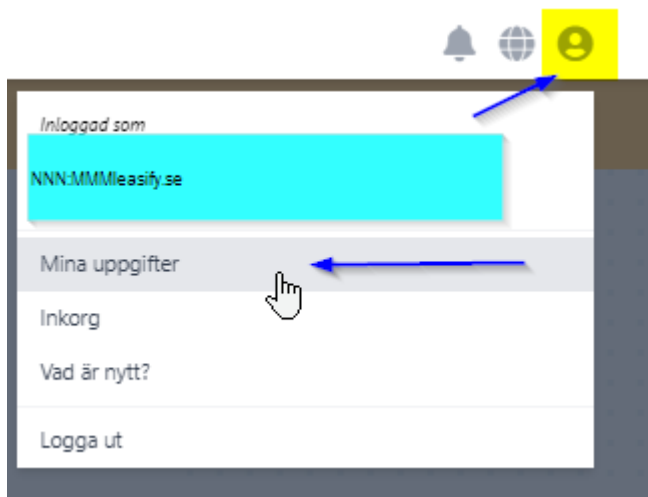 Inloggad som
NNN:MMMleasify.se
Mina uppgifter
Inkorg
Vad är nytt?
Logga ut